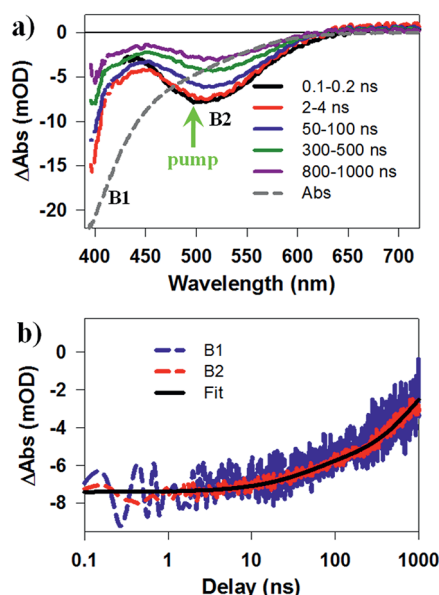 a)
0
-5
-10
-15
-20
ΔAbs (mOD)
B1
B2
pump
0.1-0.2 ns
2-4 ns
50-100 ns
300-500 ns
800-1000 ns
Abs
400 450 500 550 600 650 700
Wavelength (nm)
b)
0
-2
-4
-6
-8
ΔAbs (mOD)
B1
B2
Fit
0.1 1 10 100 1000
Delay (ns)